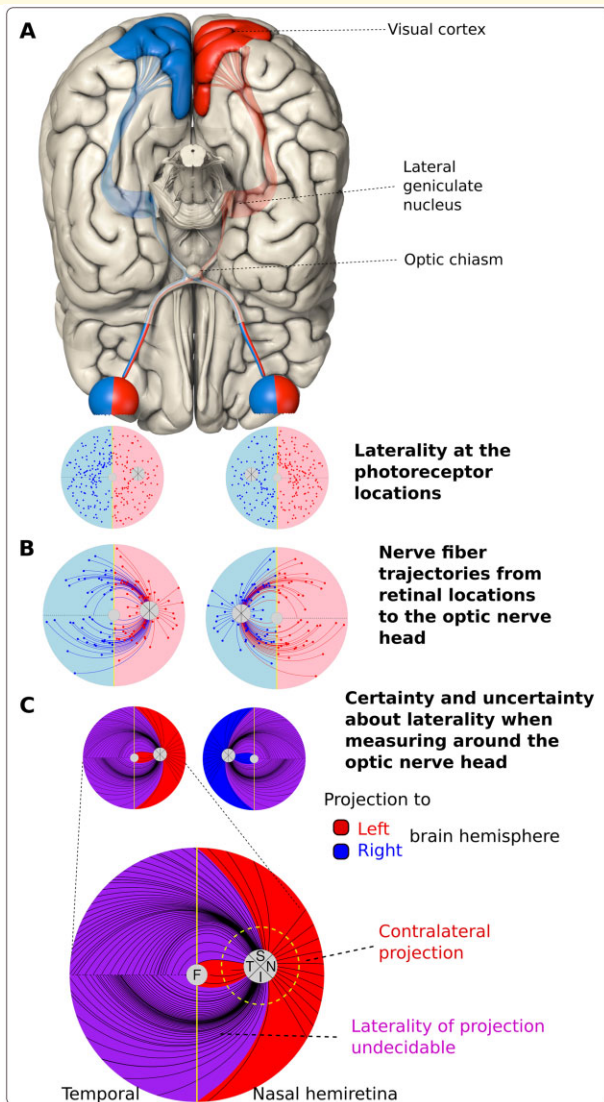 A
Visual cortex
Lateral
geniculate
nucleus
Optic chiasm
Laterality at the
photoreceptor
locations
B
Nerve fiber
trajectories from
retinal locations
to the optic nerve
head
C
Certainty and uncertainty
about laterality when
measuring around the
optic nerve head
Projection to
Left
brain hemisphere
Right
Contralateral
projection
S
F T N
I
Laterality of projection
undecidable
Temporal Nasal hemiretina